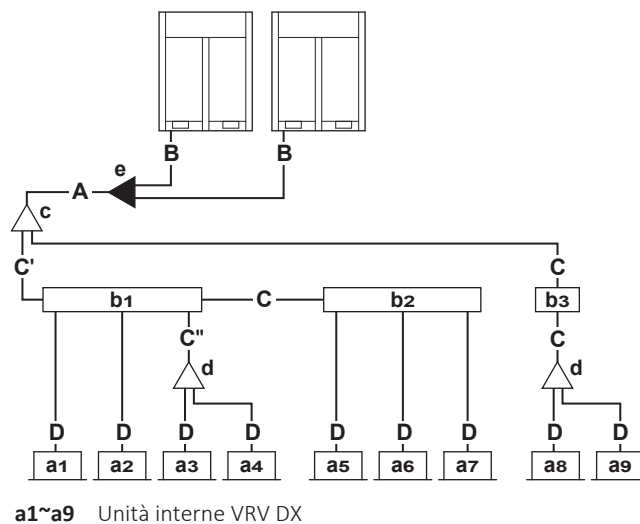 B B
e
A
c
C' C
b1 C b2 b3
C" C
d d
D D D D D D D D D
a1 a2 a3 a4 a5 a6 a7 a8 a9
a1~a9 Unità interne VRV DX